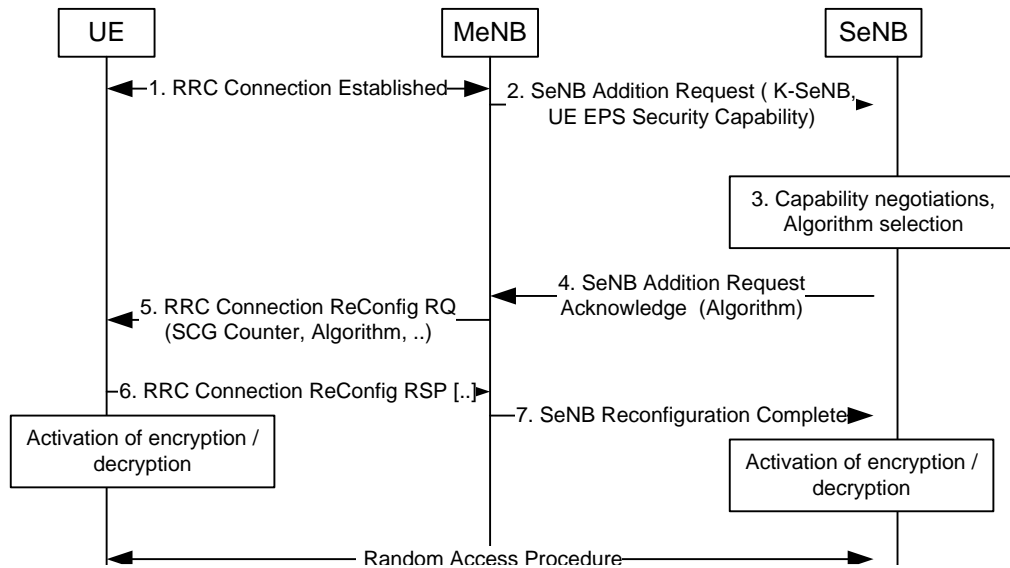 UE
MeNB
SeNB
1. RRC Connection Established
2. SeNB Addition Request ( K-SeNB,
UE EPS Security Capability)
3. Capability negotiations,
Algorithm selection
4. SeNB Addition Request
Acknowledge (Algorithm)
5. RRC Connection ReConfig RQ
(SCG Counter, Algorithm, ..)
6. RRC Connection ReConfig RSP [..]
7. SeNB Reconfiguration Complete
Activation of encryption /
decryption
Activation of encryption /
decryption
Random Access Procedure